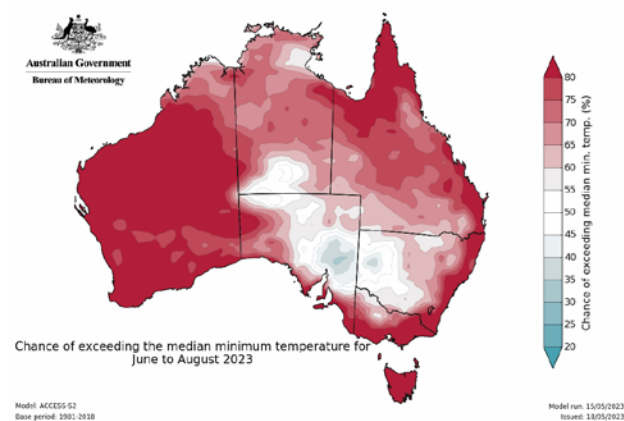 Australian Government
Bureau of Meteorology
80
75
70
65
60
55
50
45
40
35
30
25
20
Chance of exceeding median min. temp. (%)
Chance of exceeding the median minimum temperature for
June to August 2023
Model: ACCESS-S2
Base period: 1981-2018
Model run: 15/05/2023
Issued: 18/05/2023